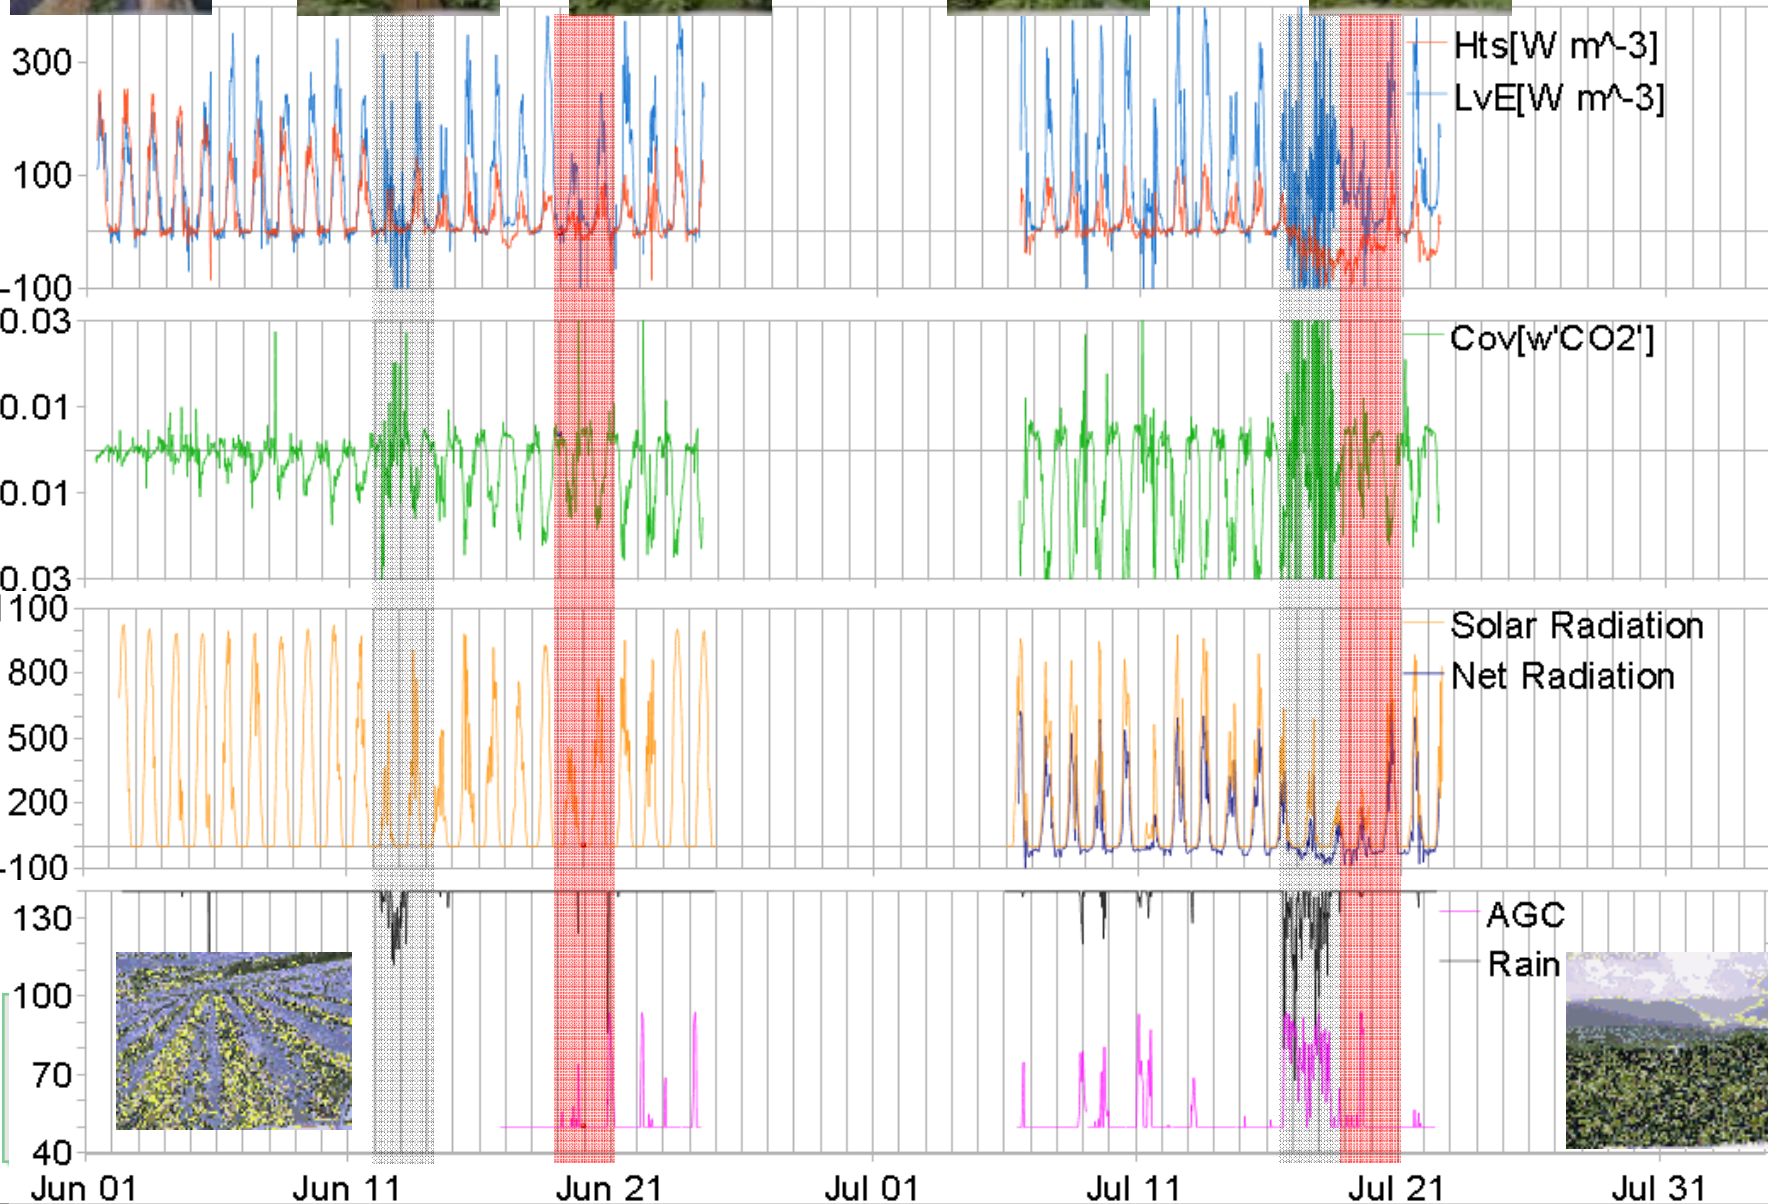 300
100
-100
Hts[W m^-3]
LvE[W m^-3]
0.03
0.01
0.01
0.03
Cov[w'CO2']
1100
800
500
200
-100
Solar Radiation
Net Radiation
130
100
70
40
AGC
Rain
Jun 01 Jun 11 Jun 21 Jul 01 Jul 11 Jul 21 Jul 31